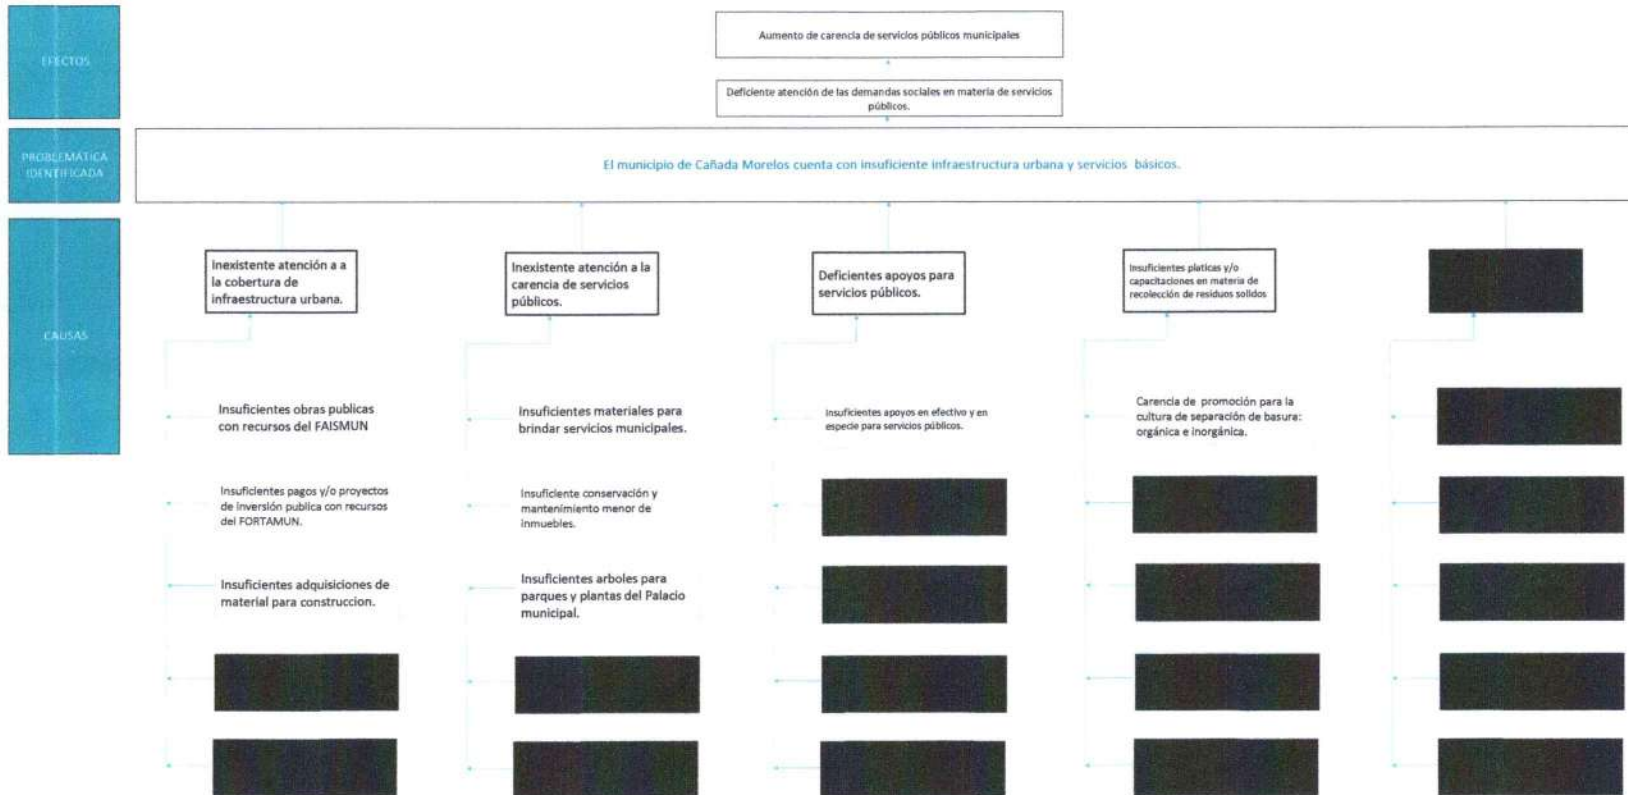 EFECTOS
Aumento de carencia de servicios públicos municipales
Deficiente atención de las demandas sociales en materia de servicios
públicos.
PROBLEMÁTICA
IDENTIFICADA
El municipio de Cañada Morelos cuenta con insuficiente infraestructura urbana y servicios básicos.
CAUSAS
Inexistente atención a a
la cobertura de
infraestructura urbana.
Inexistente atención a la
carencia de servicios
públicos.
Deficientes apoyos para
servicios públicos.
Insuficientes platicas y/o
capacitaciones en materia de
recolección de residuos solidos
Insuficientes obras publicas
con recursos del FAISMUN
Insuficientes materiales para
brindar servicios municipales.
Insuficientes apoyos en efectivo y en
especie para servicios públicos.
Carencia de promoción para la
cultura de separación de basura:
orgánica e inorgánica.
Insuficientes pagos y/o proyectos
de inversión publica con recursos
del FORTAMUN.
Insuficiente conservación y
mantenimiento menor de
inmuebles.
Insuficientes adquisiciones de
material para construccion.
Insuficientes arboles para
parques y plantas del Palacio
municipal.